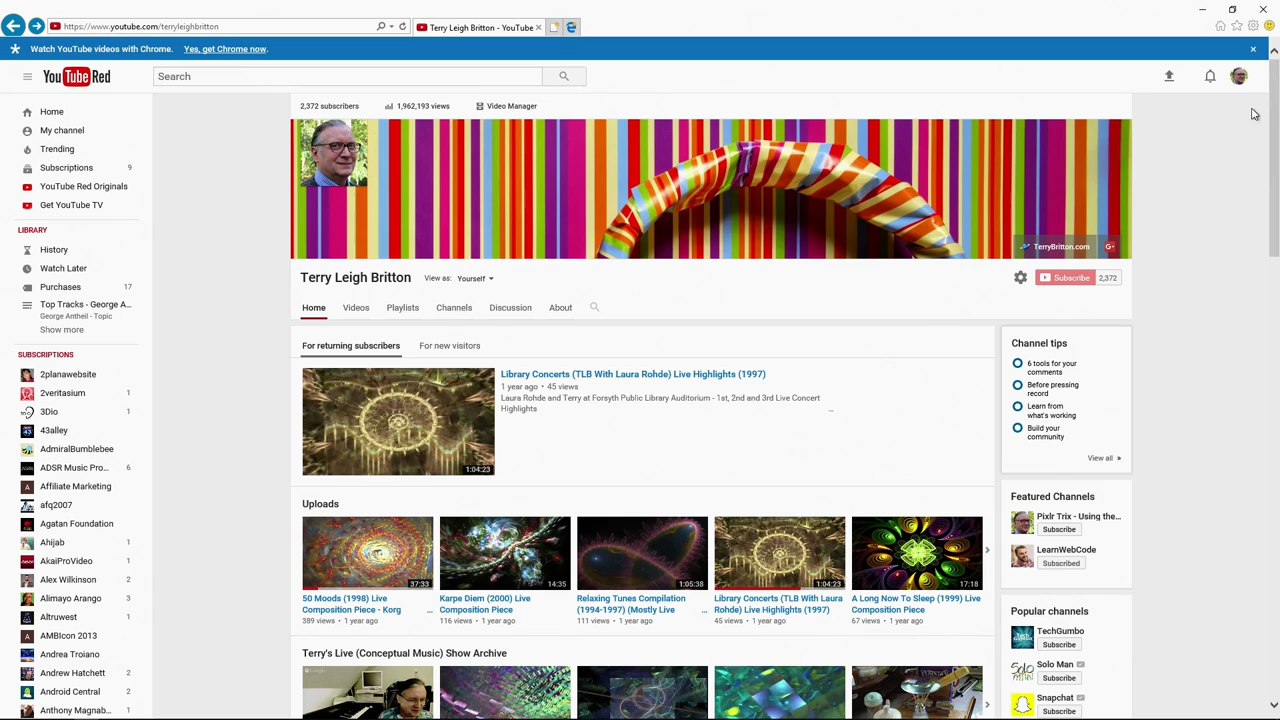 https://www.youtube.com/terryleighbritton
Terry Leigh Britton - YouTube
Watch YouTube videos with Chrome. Yes, get Chrome now.
YouTube Red
Search
2,372 subscribers
1,962,193 views
Video Manager
Home
My channel
Trending
Subscriptions 9
YouTube Red Originals
Get YouTube TV
LIBRARY
History
Watch Later
Purchases 17
Top Tracks - George A...
George Antheil - Topic
Show more
SUBSCRIPTIONS
2planawebsite
2veritasium 1
3Dio 1
43alley
AdmiralBumblebee
ADSR Music Pro... 6
Affiliate Marketing
afq2007
Agatan Foundation
Ahijab 1
AkaiProVideo 1
Alex Wilkinson 2
Alimayo Arango 3
Altruwest 1
AMBIcon 2013
Andrea Troiano
Andrew Hatchett 2
Android Central 2
Anthony Magnab... 1
TerryBritton.com
G+
Terry Leigh Britton
View as: Yourself
Subscribe 2,372
Home Videos Playlists Channels Discussion About
For returning subscribers For new visitors
Library Concerts (TLB With Laura Rohde) Live Highlights (1997)
1 year ago • 45 views
Laura Rohde and Terry at Forsyth Public Library Auditorium - 1st, 2nd and 3rd Live Concert
Highlights
...
1:04:23
Uploads
37:33
50 Moods (1998) Live
Composition Piece - Korg ...
389 views • 1 year ago
14:35
Karpe Diem (2000) Live
Composition Piece
116 views • 1 year ago
1:05:38
Relaxing Tunes Compilation
(1994-1997) (Mostly Live ...
111 views • 1 year ago
1:04:23
Library Concerts (TLB With Laura
Rohde) Live Highlights (1997)
45 views • 1 year ago
17:18
A Long Now To Sleep (1999) Live
Composition Piece
67 views • 1 year ago
Terry's Live (Conceptual Music) Show Archive
Channel tips
6 tools for your
comments
Before pressing
record
Learn from
what's working
Build your
community
View all »
Featured Channels
Pixlr Trix - Using the...
Subscribe
LearnWebCode
Subscribed
Popular channels
TechGumbo
Subscribe
Solo Man
Subscribe
Snapchat
Subscribe